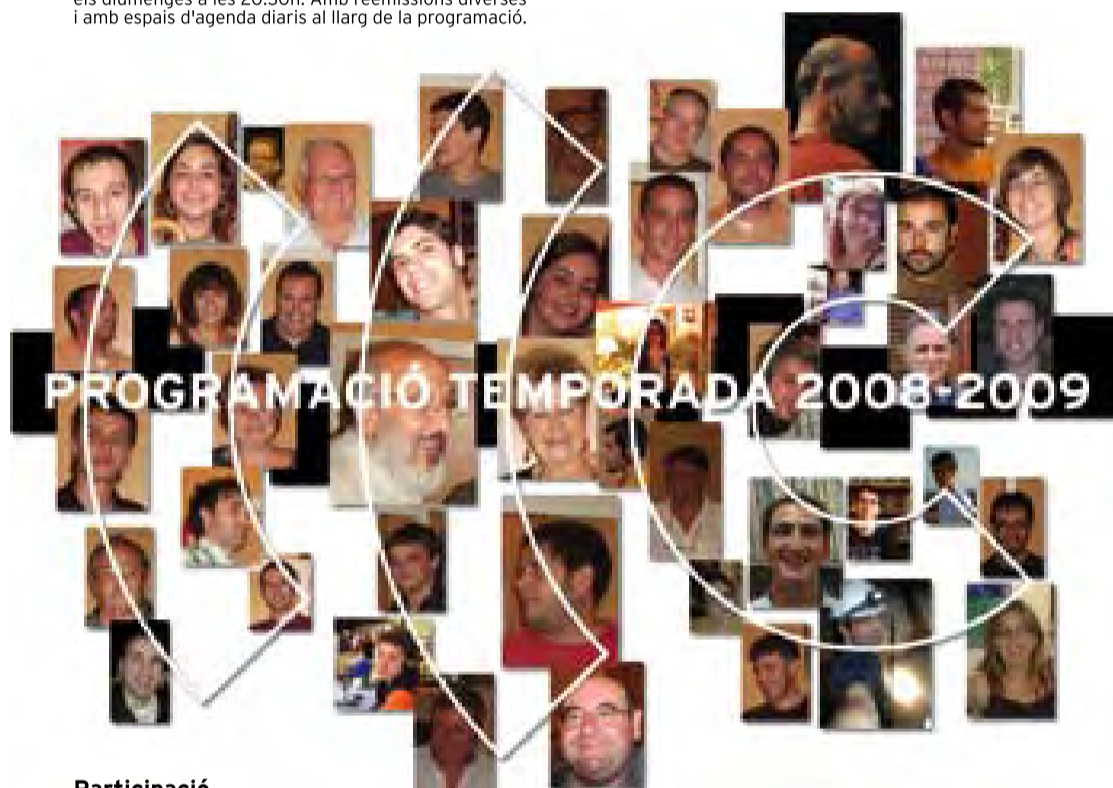 els diumenges a les 20.30h. Amb reemissions diverses
i amb espais d'agenda diaris al llarg de la programació.
PROGRAMACIÓ TEMPORADA 2008-2009
Participació